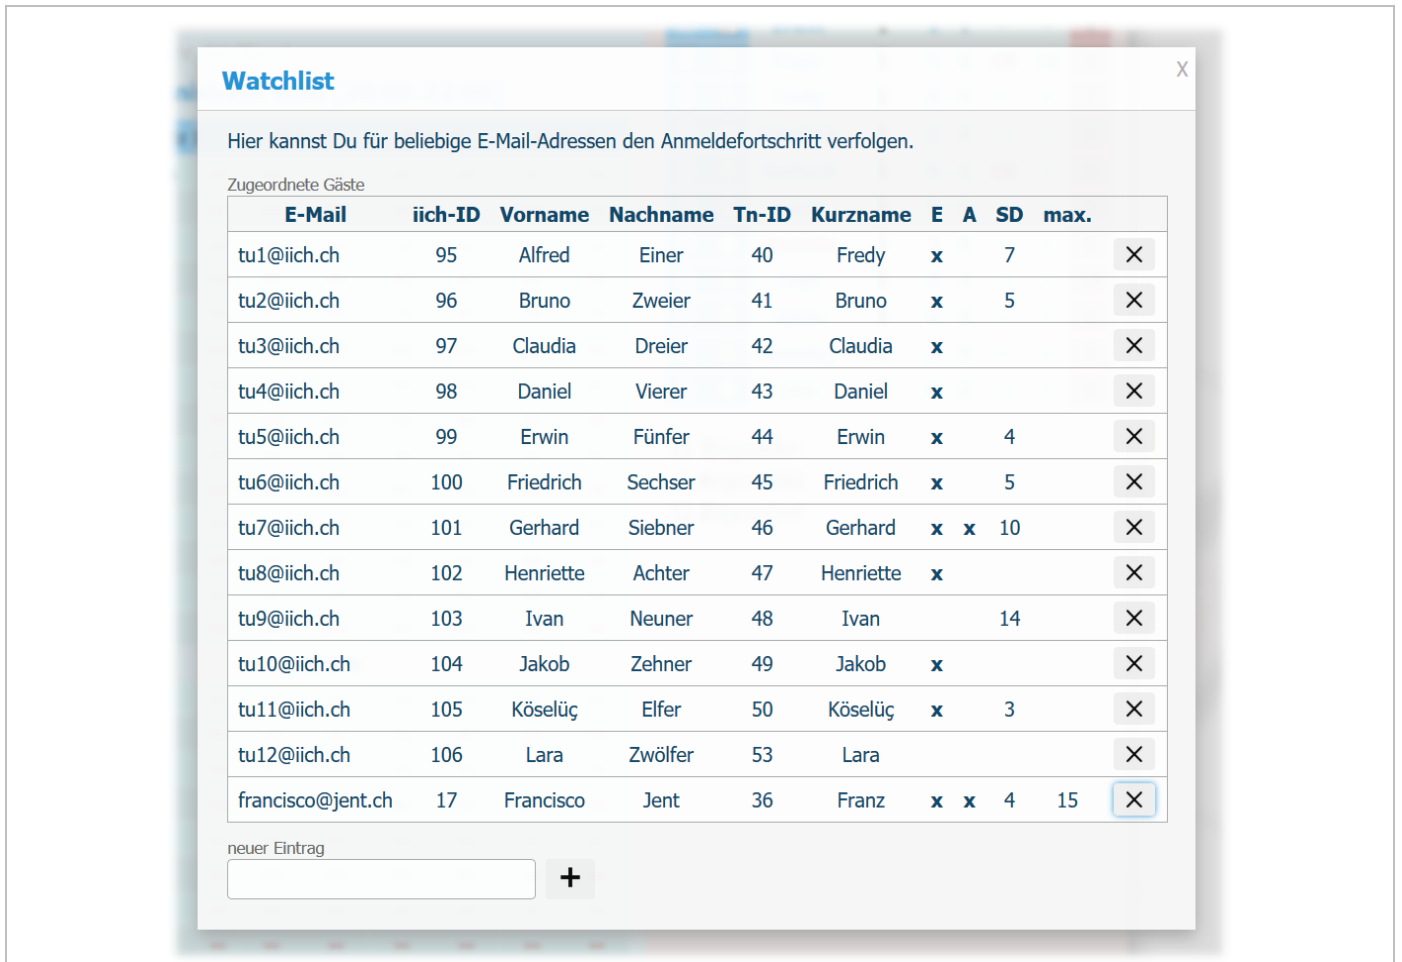 Watchlist X
Hier kannst Du für beliebige E-Mail-Adressen den Anmeldefortschritt verfolgen.
Zugeordnete Gäste
E-Mail iich-ID Vorname Nachname Tn-ID Kurzname E A SD max.
tu1@iich.ch 95 Alfred Einer 40 Fredy x 7
tu2@iich.ch 96 Bruno Zweier 41 Bruno x 5
tu3@iich.ch 97 Claudia Dreier 42 Claudia x
tu4@iich.ch 98 Daniel Vierer 43 Daniel x
tu5@iich.ch 99 Erwin Fünfer 44 Erwin x 4
tu6@iich.ch 100 Friedrich Sechser 45 Friedrich x 5
tu7@iich.ch 101 Gerhard Siebner 46 Gerhard x x 10
tu8@iich.ch 102 Henriette Achter 47 Henriette x
tu9@iich.ch 103 Ivan Neuner 48 Ivan 14
tu10@iich.ch 104 Jakob Zehner 49 Jakob x
tu11@iich.ch 105 Köselüç Elfer 50 Köselüç x 3
tu12@iich.ch 106 Lara Zwölfer 53 Lara
francisco@jent.ch 17 Francisco Jent 36 Franz x x 4 15
neuer Eintrag
+